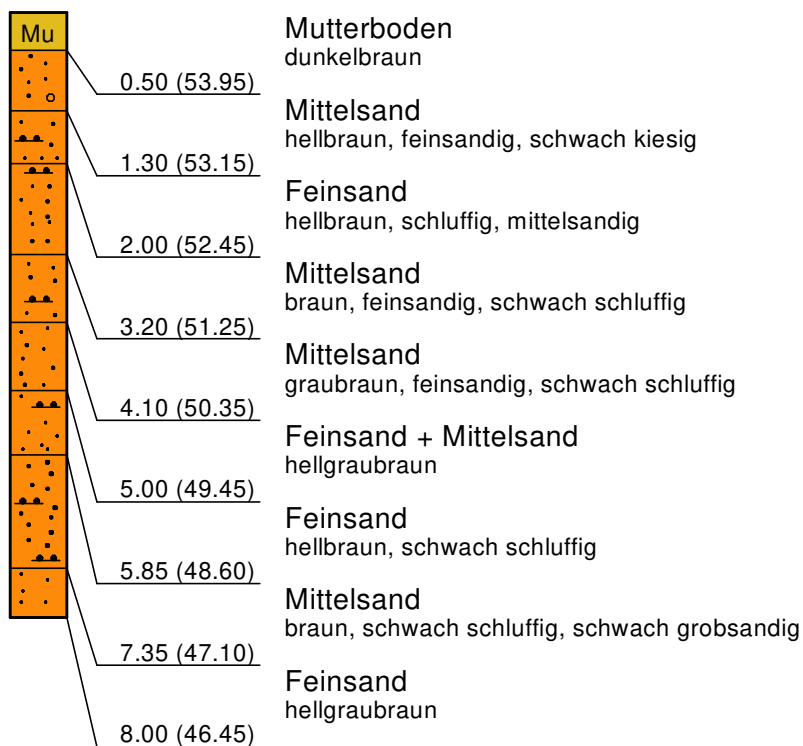 Mu
Mutterboden
dunkelbraun
0.50 (53.95)
Mittelsand
hellbraun, feinsandig, schwach kiesig
1.30 (53.15)
Feinsand
hellbraun, schluffig, mittelsandig
2.00 (52.45)
Mittelsand
braun, feinsandig, schwach schluffig
3.20 (51.25)
Mittelsand
graubraun, feinsandig, schwach schluffig
4.10 (50.35)
Feinsand + Mittelsand
hellgraubraun
5.00 (49.45)
Feinsand
hellbraun, schwach schluffig
5.85 (48.60)
Mittelsand
braun, schwach schluffig, schwach grobsandig
7.35 (47.10)
Feinsand
hellgraubraun
8.00 (46.45)